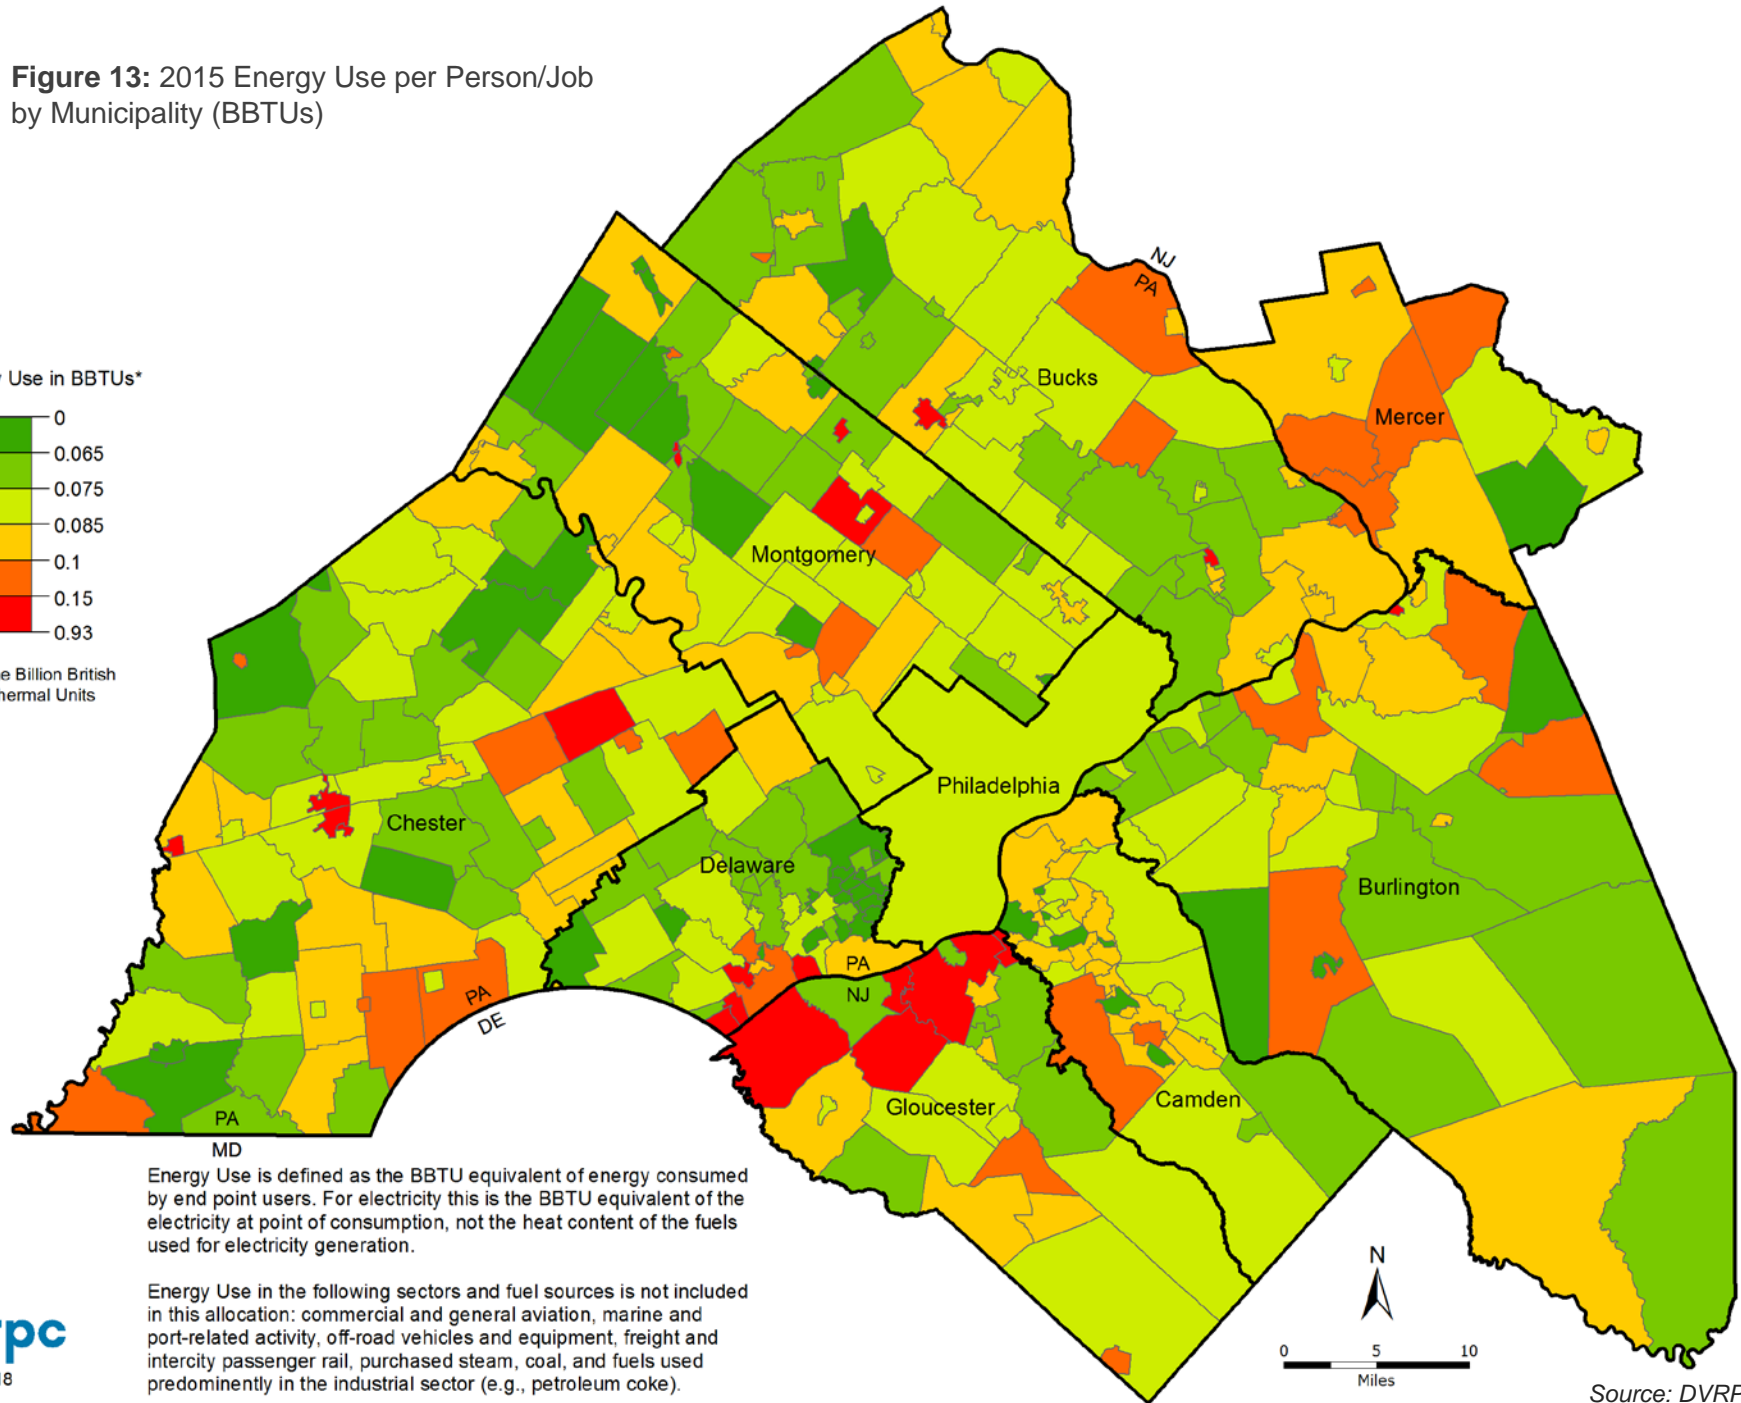 Figure 13: 2015 Energy Use per Person/Job
by Municipality (BBTUs)
NJ
PA
Bucks
Mercer
Use in BBTUs*
0
0.065
0.075
0.085
0.1
0.15
0.93
Billion British
Thermal Units
Montgomery
Philadelphia
Chester
Delaware
Burlington
PA
NJ
PA
DE
Gloucester
Camden
PA
MD
Energy Use is defined as the BBTU equivalent of energy consumed
by end point users. For electricity this is the BBTU equivalent of the
electricity at point of consumption, not the heat content of the fuels
used for electricity generation.
Energy Use in the following sectors and fuel sources is not included
in this allocation: commercial and general aviation, marine and
port-related activity, off-road vehicles and equipment, freight and
intercity passenger rail, purchased steam, coal, and fuels used
predominently in the industrial sector (e.g., petroleum coke).
N
0 5 10
Miles
rpc
18
Source: DVRP